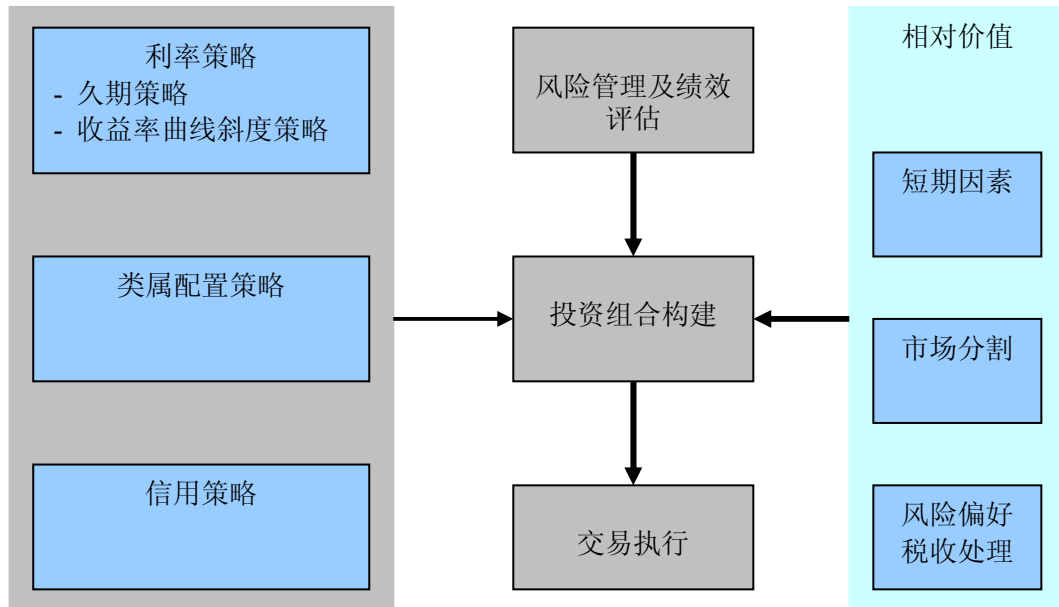 利率策略
- 久期策略
- 收益率曲线斜度策略
类属配置策略
信用策略
风险管理及绩效
评估
投资组合构建
交易执行
相对价值
短期因素
市场分割
风险偏好
税收处理